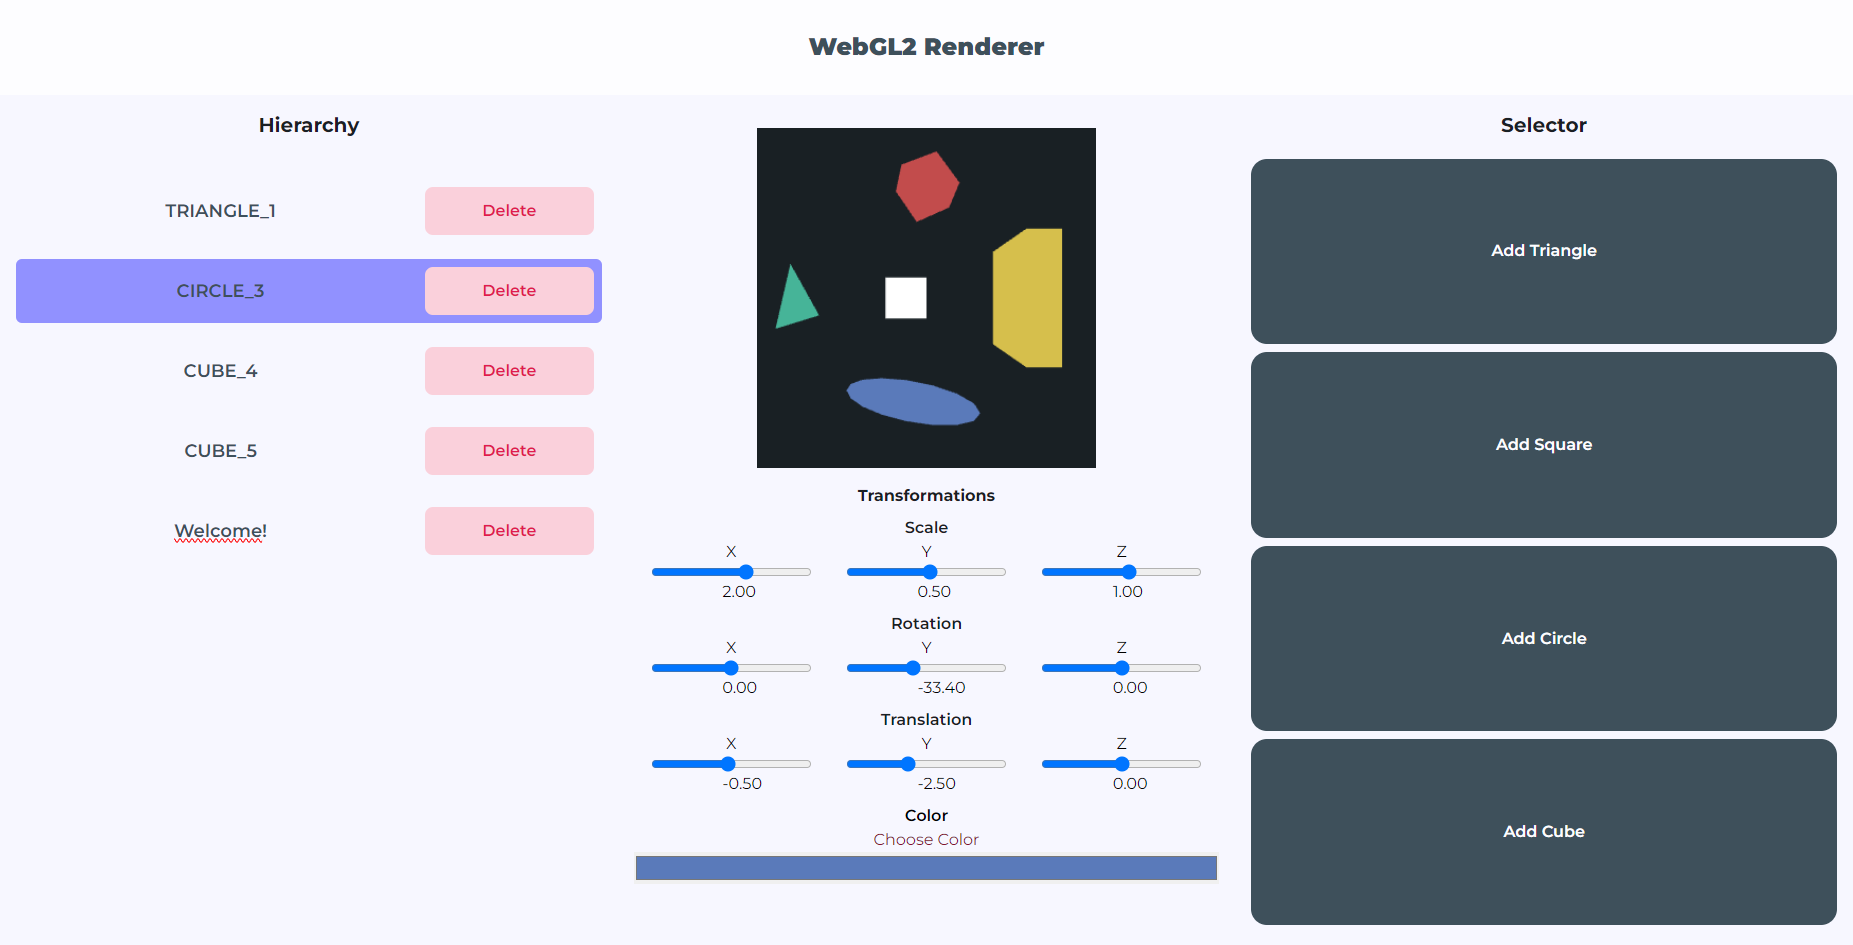 WebGL2 Renderer
Hierarchy
TRIANGLE_1
Delete
CIRCLE_3
Delete
CUBE_4
Delete
CUBE_5
Delete
Welcome!
Delete
Transformations
Scale
X Y Z
2.00 0.50 1.00
Rotation
X Y Z
0.00 -33.40 0.00
Translation
X Y Z
-0.50 -2.50 0.00
Color
Choose Color
Selector
Add Triangle
Add Square
Add Circle
Add Cube